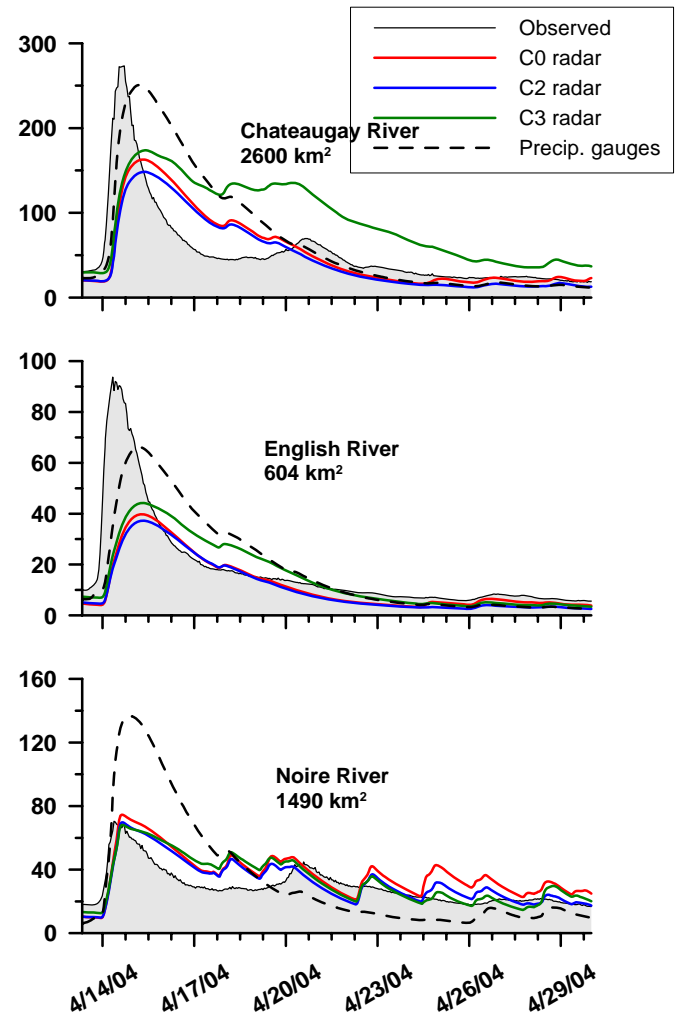 Observed
C0 radar
C2 radar
C3 radar
Precip. gauges
300
200
100
0
Chateaugay River
2600 km²
100
80
60
40
20
0
English River
604 km²
160
120
80
40
0
Noire River
1490 km²
4/14/04
4/17/04
4/20/04
4/23/04
4/26/04
4/29/04